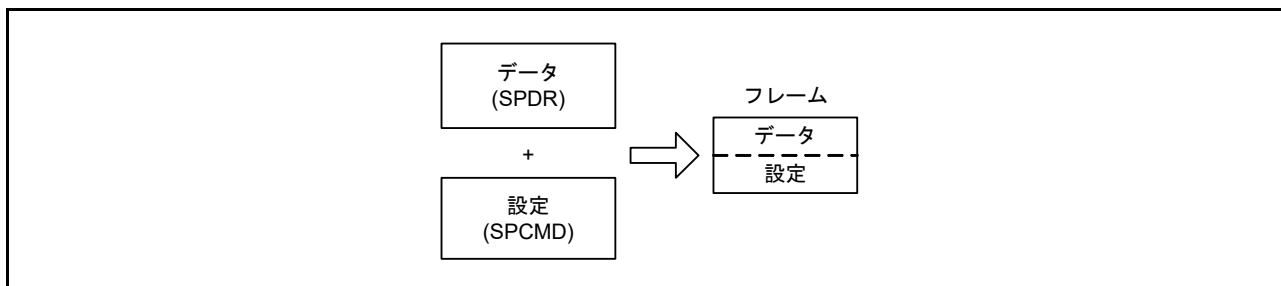 データ
(SPDR)
+
設定
(SPCMD)
フレーム
データ
設定